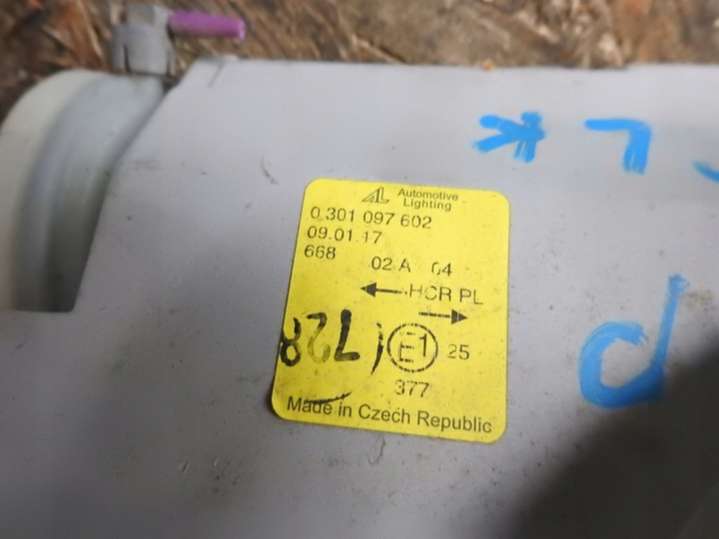 Automotive
Lighting
0 301 097 602
09.01.17
668
02 A 04
HCR PL
1728
E1 25
377
Made in Czech Republic